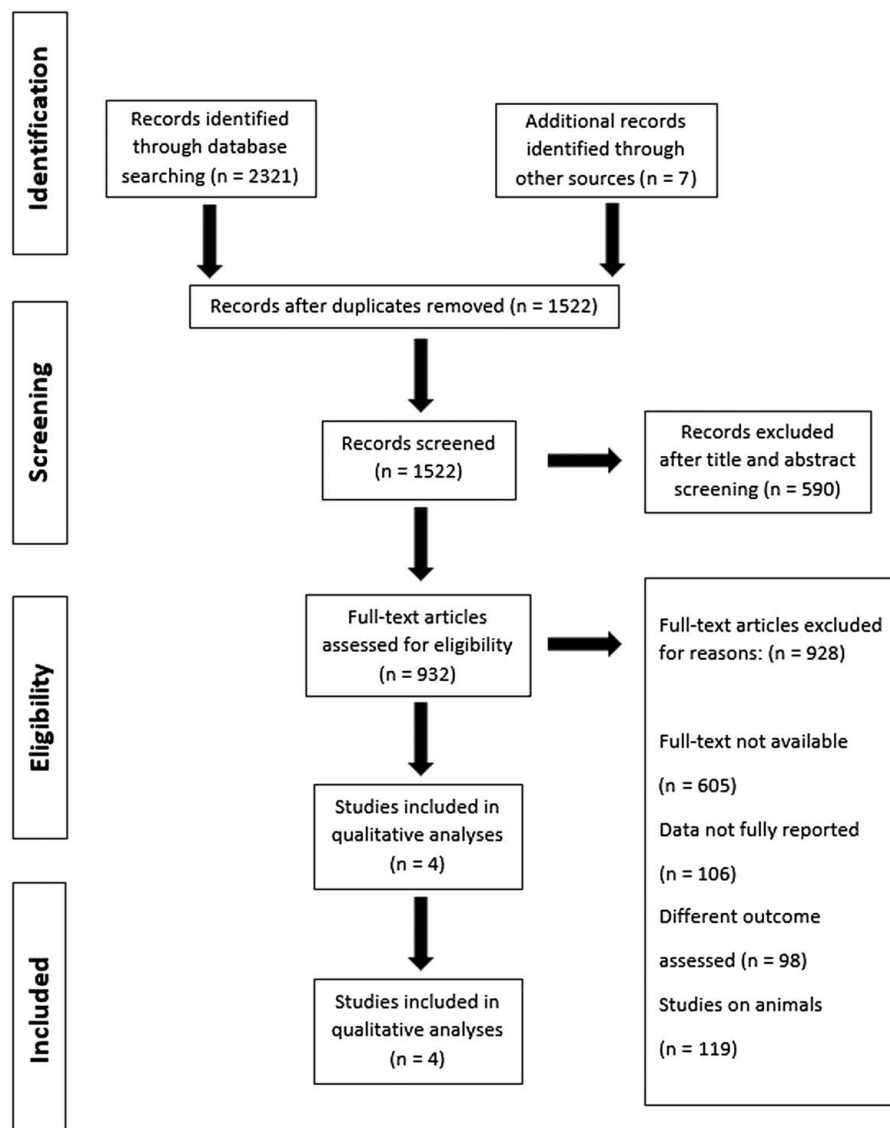 Identification
Records identified
through database
searching (n = 2321)
Additional records
identified through
other sources (n = 7)
Records after duplicates removed (n = 1522)
Screening
Records screened
(n = 1522)
Records excluded
after title and abstract
screening (n = 590)
Eligibility
Full-text articles
assessed for eligibility
(n = 932)
Full-text articles excluded
for reasons: (n = 928)
Full-text not available
(n = 605)
Data not fully reported
(n = 106)
Different outcome
assessed (n = 98)
Studies on animals
(n = 119)
Studies included in
qualitative analyses
(n = 4)
Included
Studies included in
qualitative analyses
(n = 4)